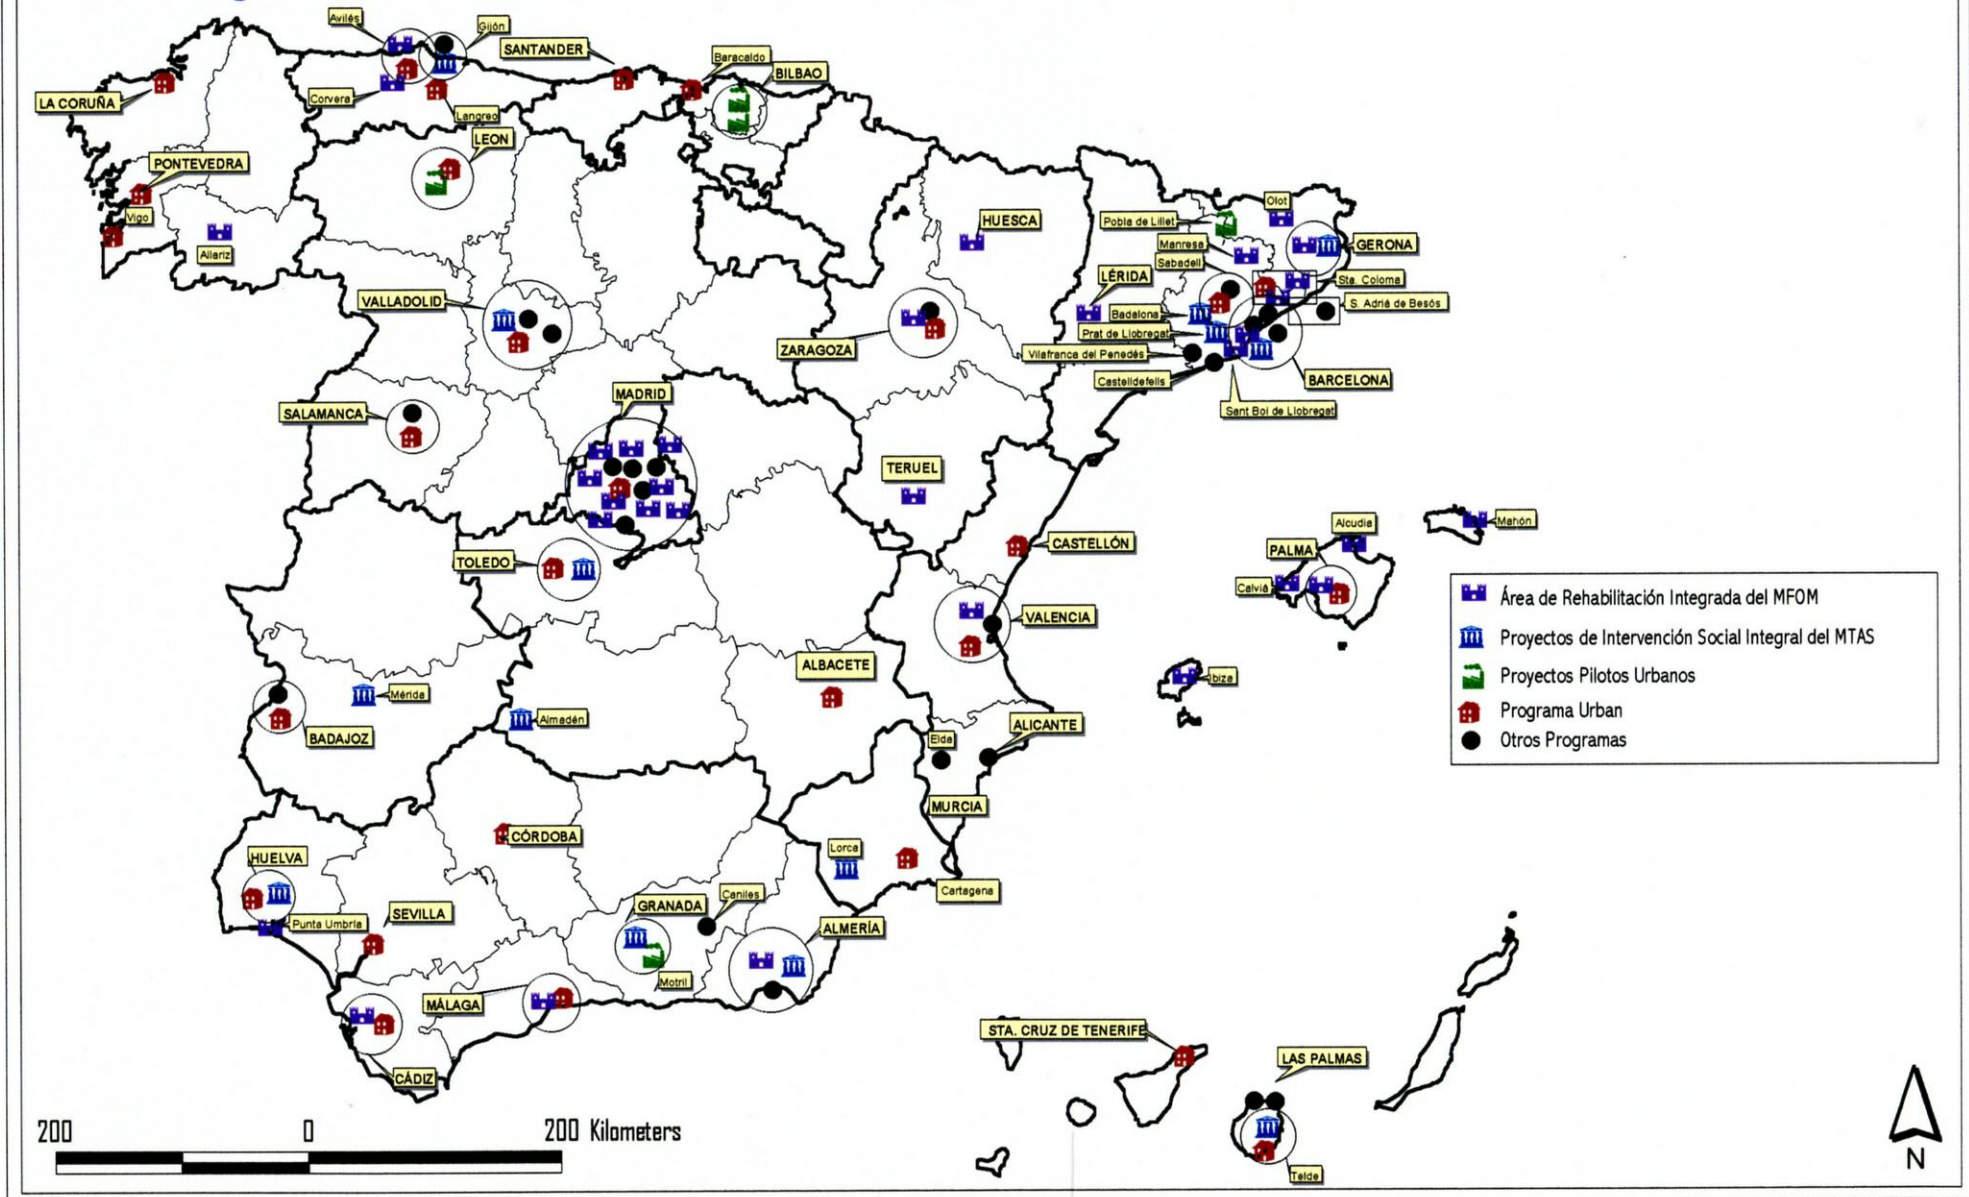 Avilés
Gijón
SANTANDER
Baracaldo
BILBAO
LA CORUÑA
Corvera
Langreo
LEON
PONTEVEDRA
Vigo
Allariz
HUESCA
Olot
Pobla de Lillet
Manresa
GERONA
Sabadell
LÉRIDA
Sta. Coloma
VALLADOLID
S. Adriá de Besós
Badalona
Prat de Llobregat
ZARAGOZA
Vilafranca del Penedés
Castelldefells
BARCELONA
MADRID
SALAMANCA
Sant Boi de Llobregat
TERUEL
Alcudia
Mahón
CASTELLÓN
PALMA
TOLEDO
Calviá
Área de Rehabilitación Integrada del MFOM
VALENCIA
Proyectos de Intervención Social Integral del MTAS
ALBACETE
Proyectos Pilotos Urbanos
Ibiza
Mérida
Programa Urban
Almadén
ALICANTE
BADAJOZ
Elda
Otros Programas
MURCIA
CÓRDOBA
Lorca
HUELVA
Cartagena
Caniles
GRANADA
SEVILLA
Punta Umbría
ALMERÍA
Motril
MÁLAGA
STA. CRUZ DE TENERIFE
LAS PALMAS
CÁDIZ
200 0 200 Kilometers
N
Telde